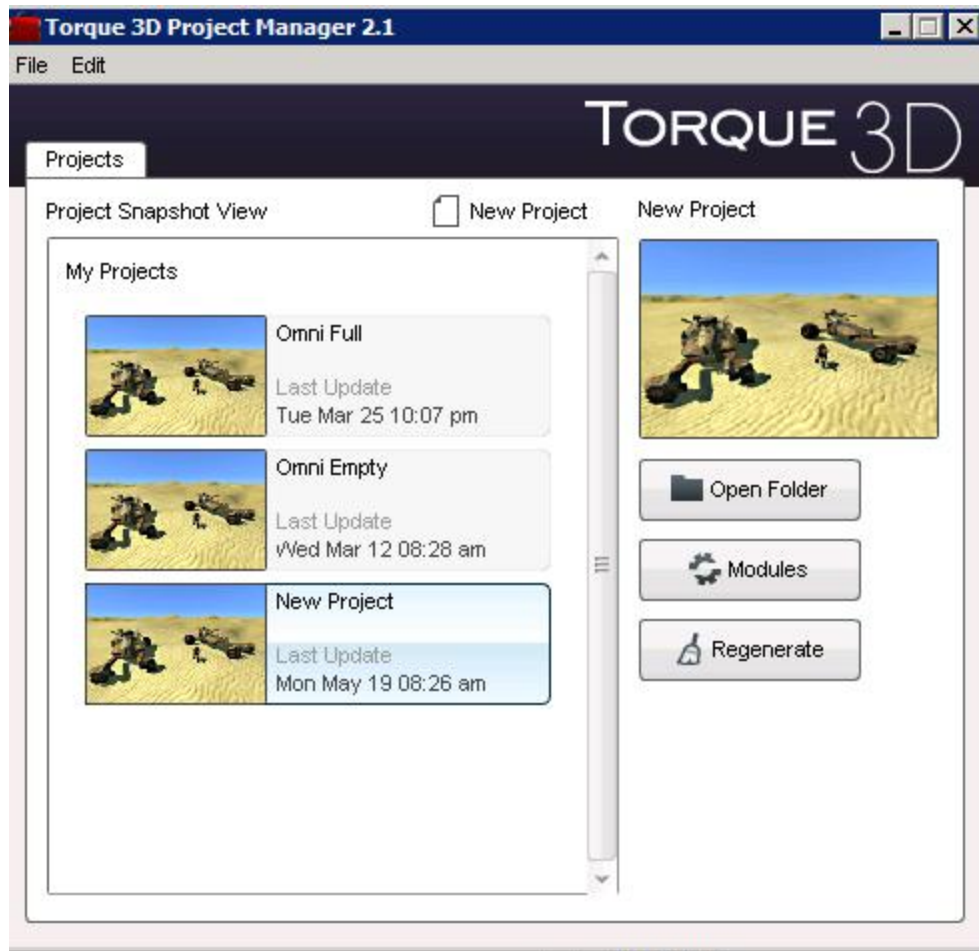 Torque 3D Project Manager 2.1
File Edit
TORQUE 3D
Projects
Project Snapshot View
New Project
New Project
My Projects
Omni Full
Last Update
Tue Mar 25 10:07 pm
Omni Empty
Last Update
Wed Mar 12 08:28 am
New Project
Last Update
Mon May 19 08:26 am
Open Folder
Modules
Regenerate